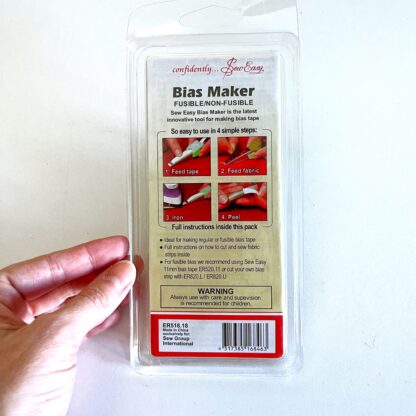 confidently... Sew Easy
Bias Maker
FUSIBLE/NON-FUSIBLE
Sew Easy Bias Maker is the latest
innovative tool for making bias tape
So easy to use in 4 simple steps:
1. Feed tape
2. Feed fabric
3. Iron
4. Peel
Full instructions inside this pack
● Ideal for making regular or fusible bias tape
● Full instructions on how to cut and sew fabric
strips inside
● For fusible bias we recommend using Sew Easy
11mm bias tape ER520.11 or cut your own bias
strip with ER820.L / ER820.U
WARNING
Always use with care and supevision
is recommended for children.
ER518.18
Made in China
exclusively for:
Sew Group
International
9317385168463